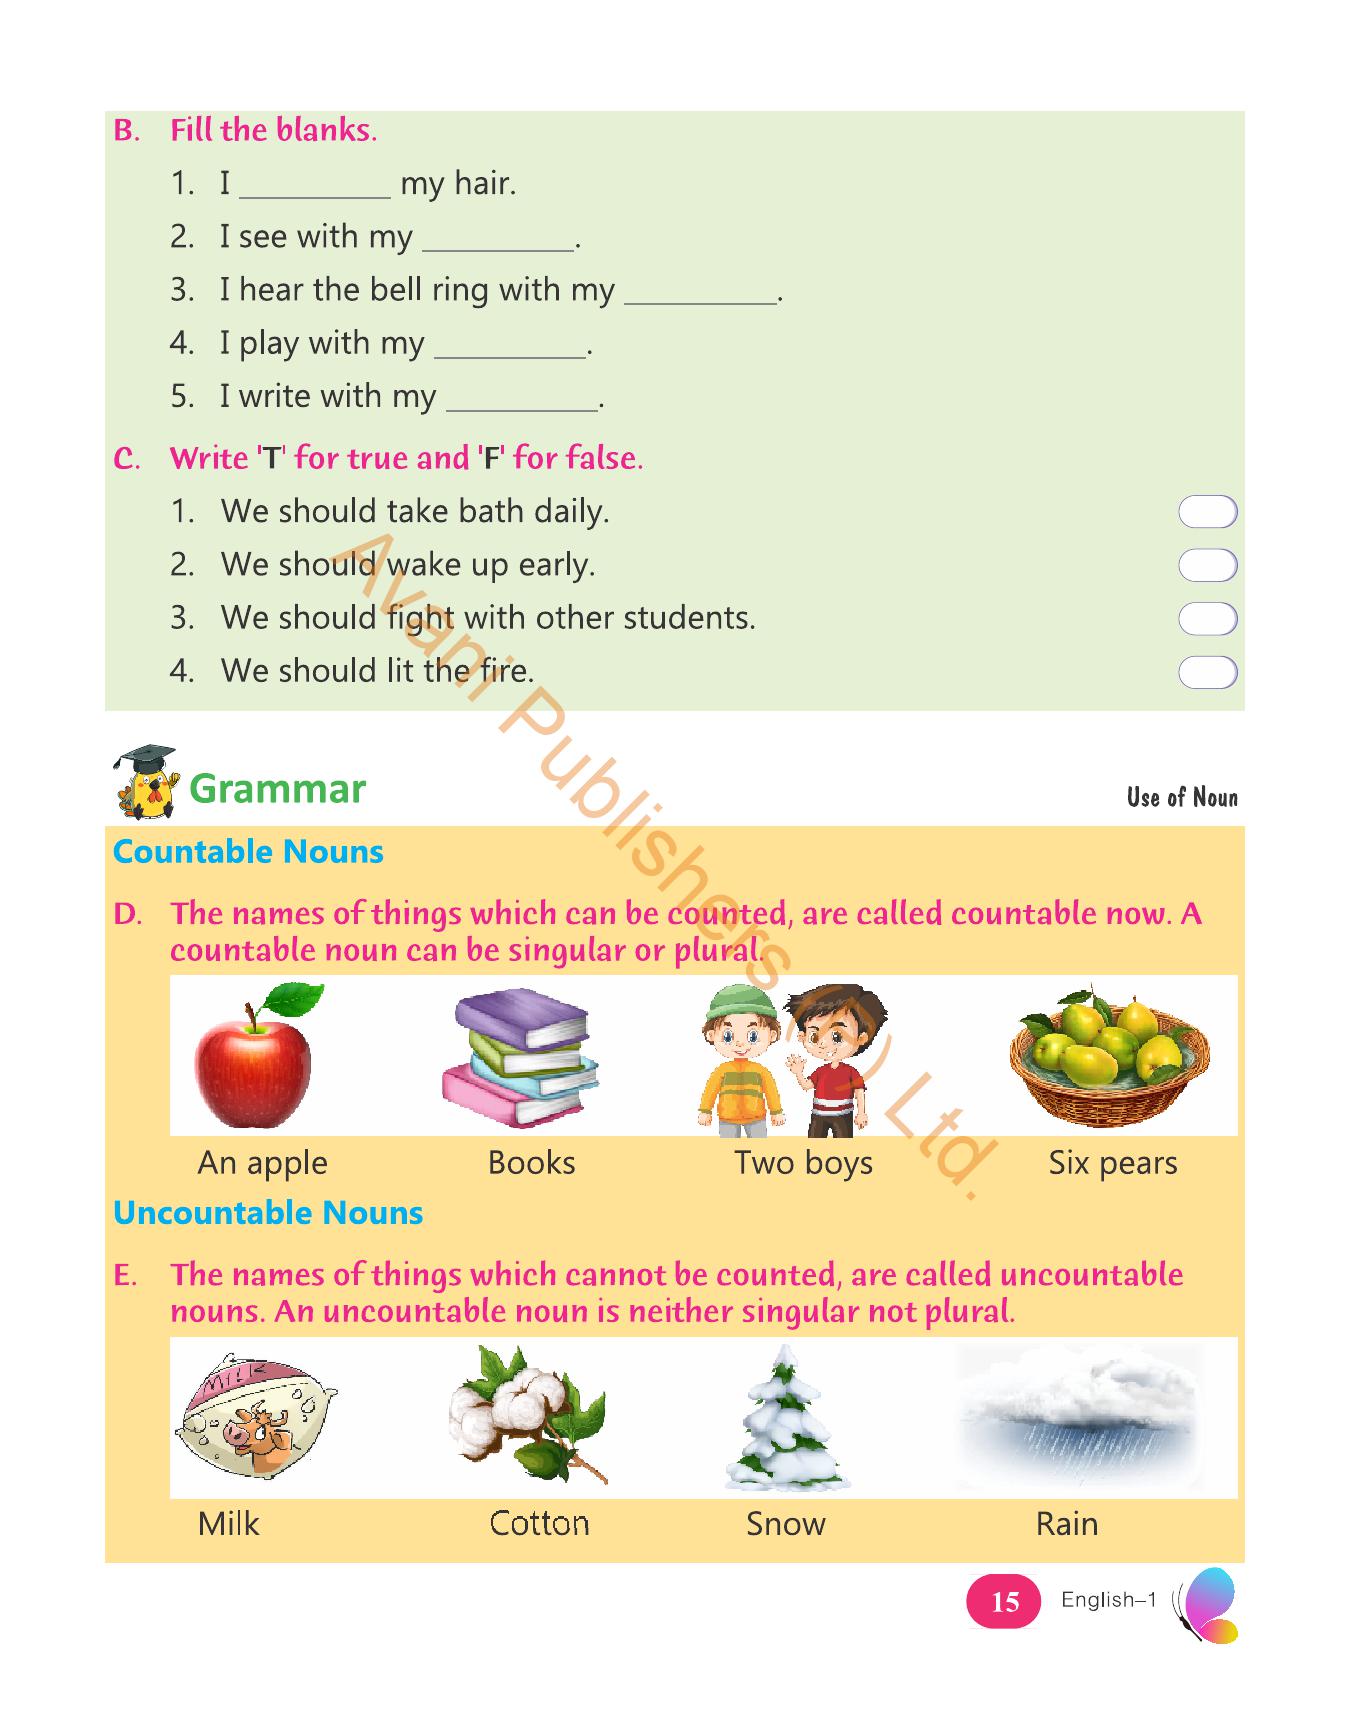 B. Fill the blanks.
1. I __________ my hair.
2. I see with my __________.
3. I hear the bell ring with my __________.
4. I play with my __________.
5. I write with my __________.
C. Write 'T' for true and 'F' for false.
1. We should take bath daily.
2. We should wake up early.
3. We should fight with other students.
4. We should lit the fire.
Grammar
Use of Noun
Countable Nouns
D. The names of things which can be counted, are called countable now. A
countable noun can be singular or plural.
An apple Books Two boys Six pears
Uncountable Nouns
E. The names of things which cannot be counted, are called uncountable
nouns. An uncountable noun is neither singular not plural.
Milk
Milk Cotton Snow Rain
15 English–1
Avani Publishers (P) Ltd.